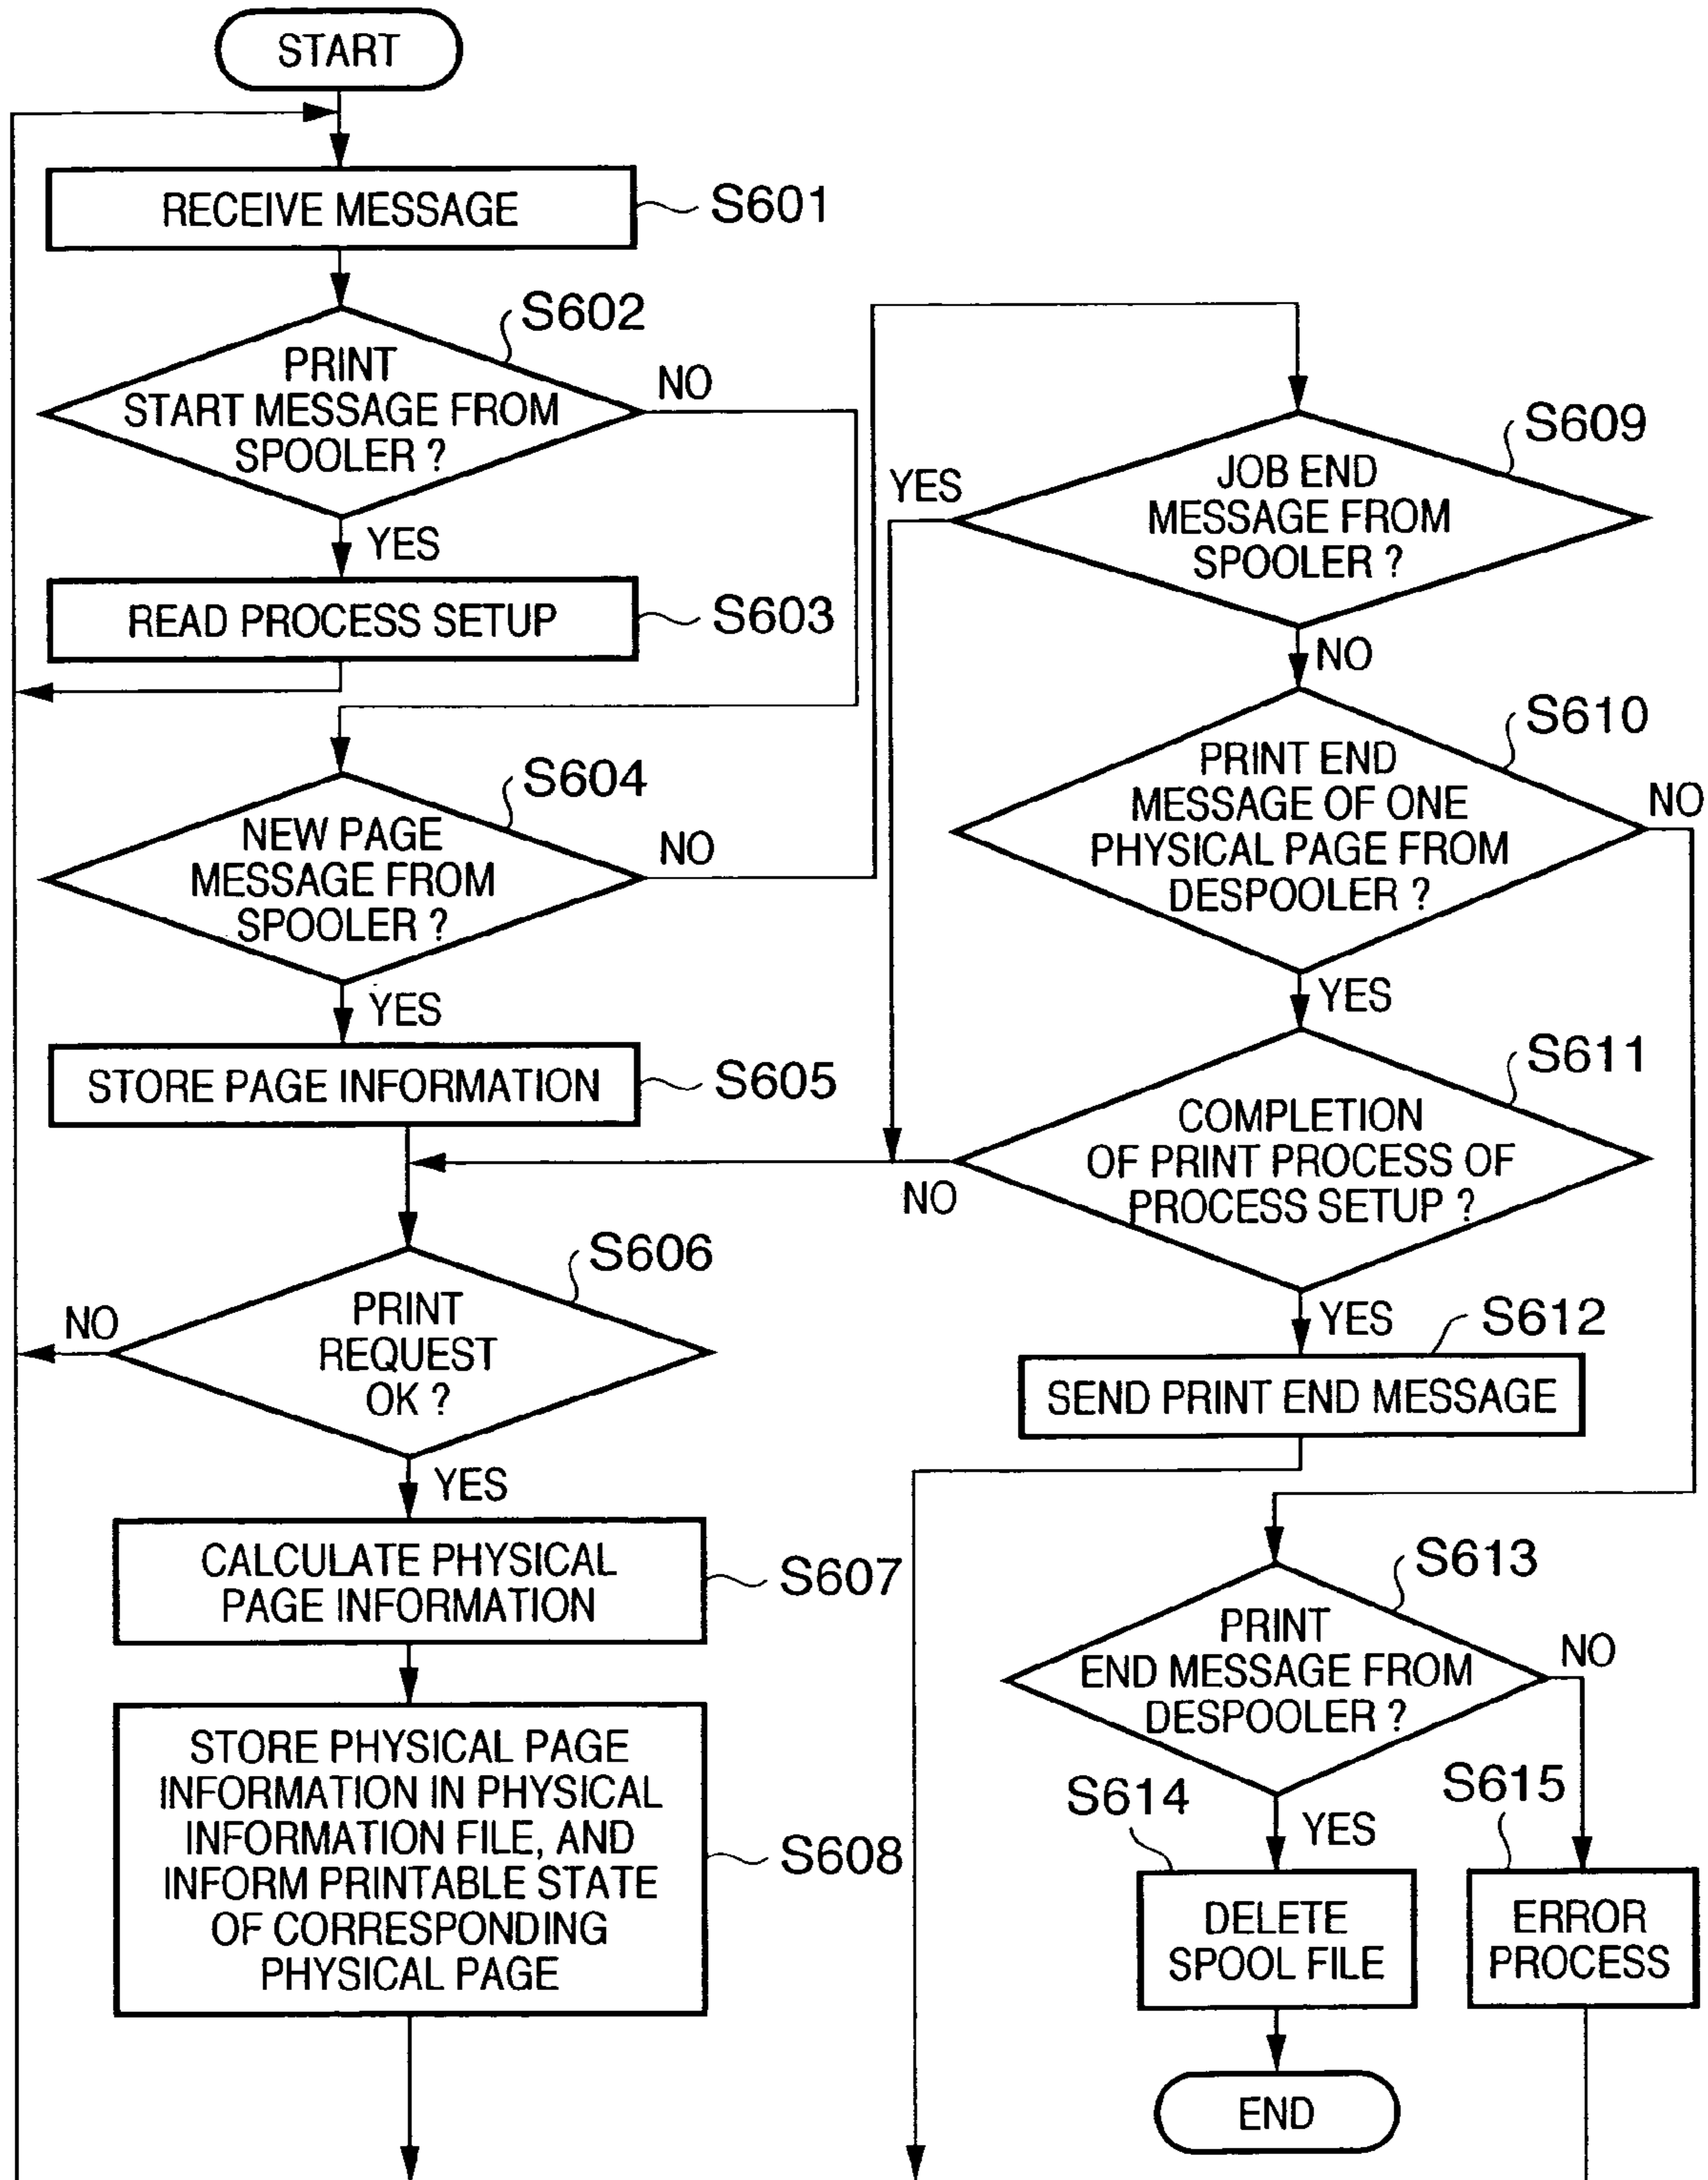 START
RECEIVE MESSAGE
S601
S602
PRINT
START MESSAGE FROM
SPOOLER ?
NO
YES
READ PROCESS SETUP
S603
S604
NEW PAGE
MESSAGE FROM
SPOOLER ?
NO
YES
STORE PAGE INFORMATION
S605
S606
PRINT
REQUEST
OK ?
NO
YES
CALCULATE PHYSICAL
PAGE INFORMATION
S607
STORE PHYSICAL PAGE
INFORMATION IN PHYSICAL
INFORMATION FILE, AND
INFORM PRINTABLE STATE
OF CORRESPONDING
PHYSICAL PAGE
S608
S609
JOB END
MESSAGE FROM
SPOOLER ?
YES
NO
S610
PRINT END
MESSAGE OF ONE
PHYSICAL PAGE FROM
DESPOOLER ?
NO
YES
S611
COMPLETION
OF PRINT PROCESS OF
PROCESS SETUP ?
NO
YES
S612
SEND PRINT END MESSAGE
S613
PRINT
END MESSAGE FROM
DESPOOLER ?
NO
YES
S614
DELETE
SPOOL FILE
S615
ERROR
PROCESS
END